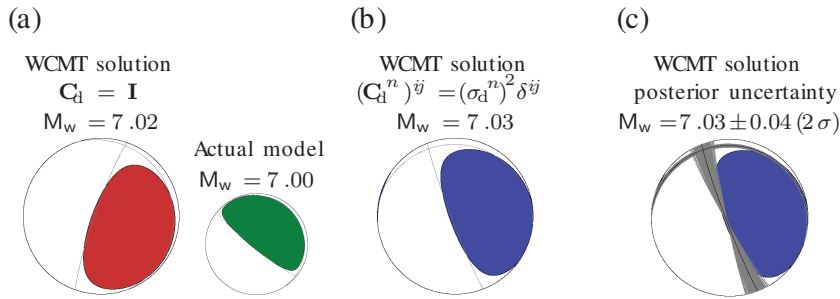 (a)
WCMT solution
C_d = I
M_w = 7.02
Actual model
M_w = 7.00
(b)
WCMT solution
(C_d^n)^ij = (σ_d^n)^2 δ^ij
M_w = 7.03
(c)
WCMT solution
posterior uncertainty
M_w = 7.03 ± 0.04 (2σ)